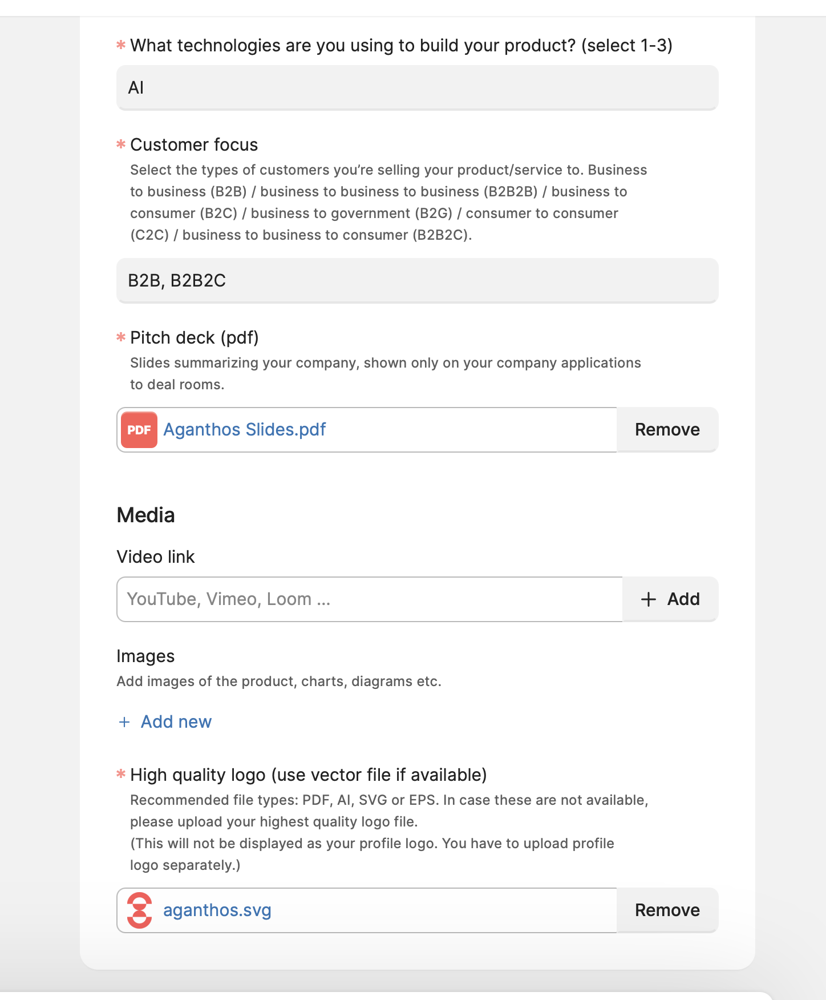 * What technologies are you using to build your product? (select 1-3)
AI
* Customer focus
Select the types of customers you’re selling your product/service to. Business
to business (B2B) / business to business to business (B2B2B) / business to
consumer (B2C) / business to government (B2G) / consumer to consumer
(C2C) / business to business to consumer (B2B2C).
B2B, B2B2C
* Pitch deck (pdf)
Slides summarizing your company, shown only on your company applications
to deal rooms.
PDF Aganthos Slides.pdf Remove
Media
Video link
YouTube, Vimeo, Loom ... + Add
Images
Add images of the product, charts, diagrams etc.
+ Add new
* High quality logo (use vector file if available)
Recommended file types: PDF, AI, SVG or EPS. In case these are not available,
please upload your highest quality logo file.
(This will not be displayed as your profile logo. You have to upload profile
logo separately.)
aganthos.svg Remove